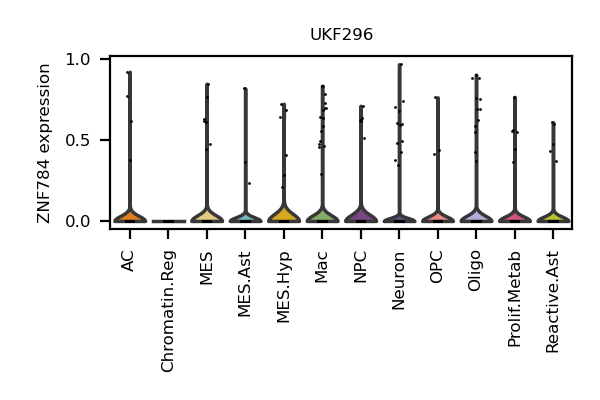 UKF296
ZNF784 expression
1.0
0.5
0.0
AC
Chromatin.Reg
MES
MES.Ast
MES.Hyp
Mac
NPC
Neuron
OPC
Oligo
Prolif.Metab
Reactive.Ast